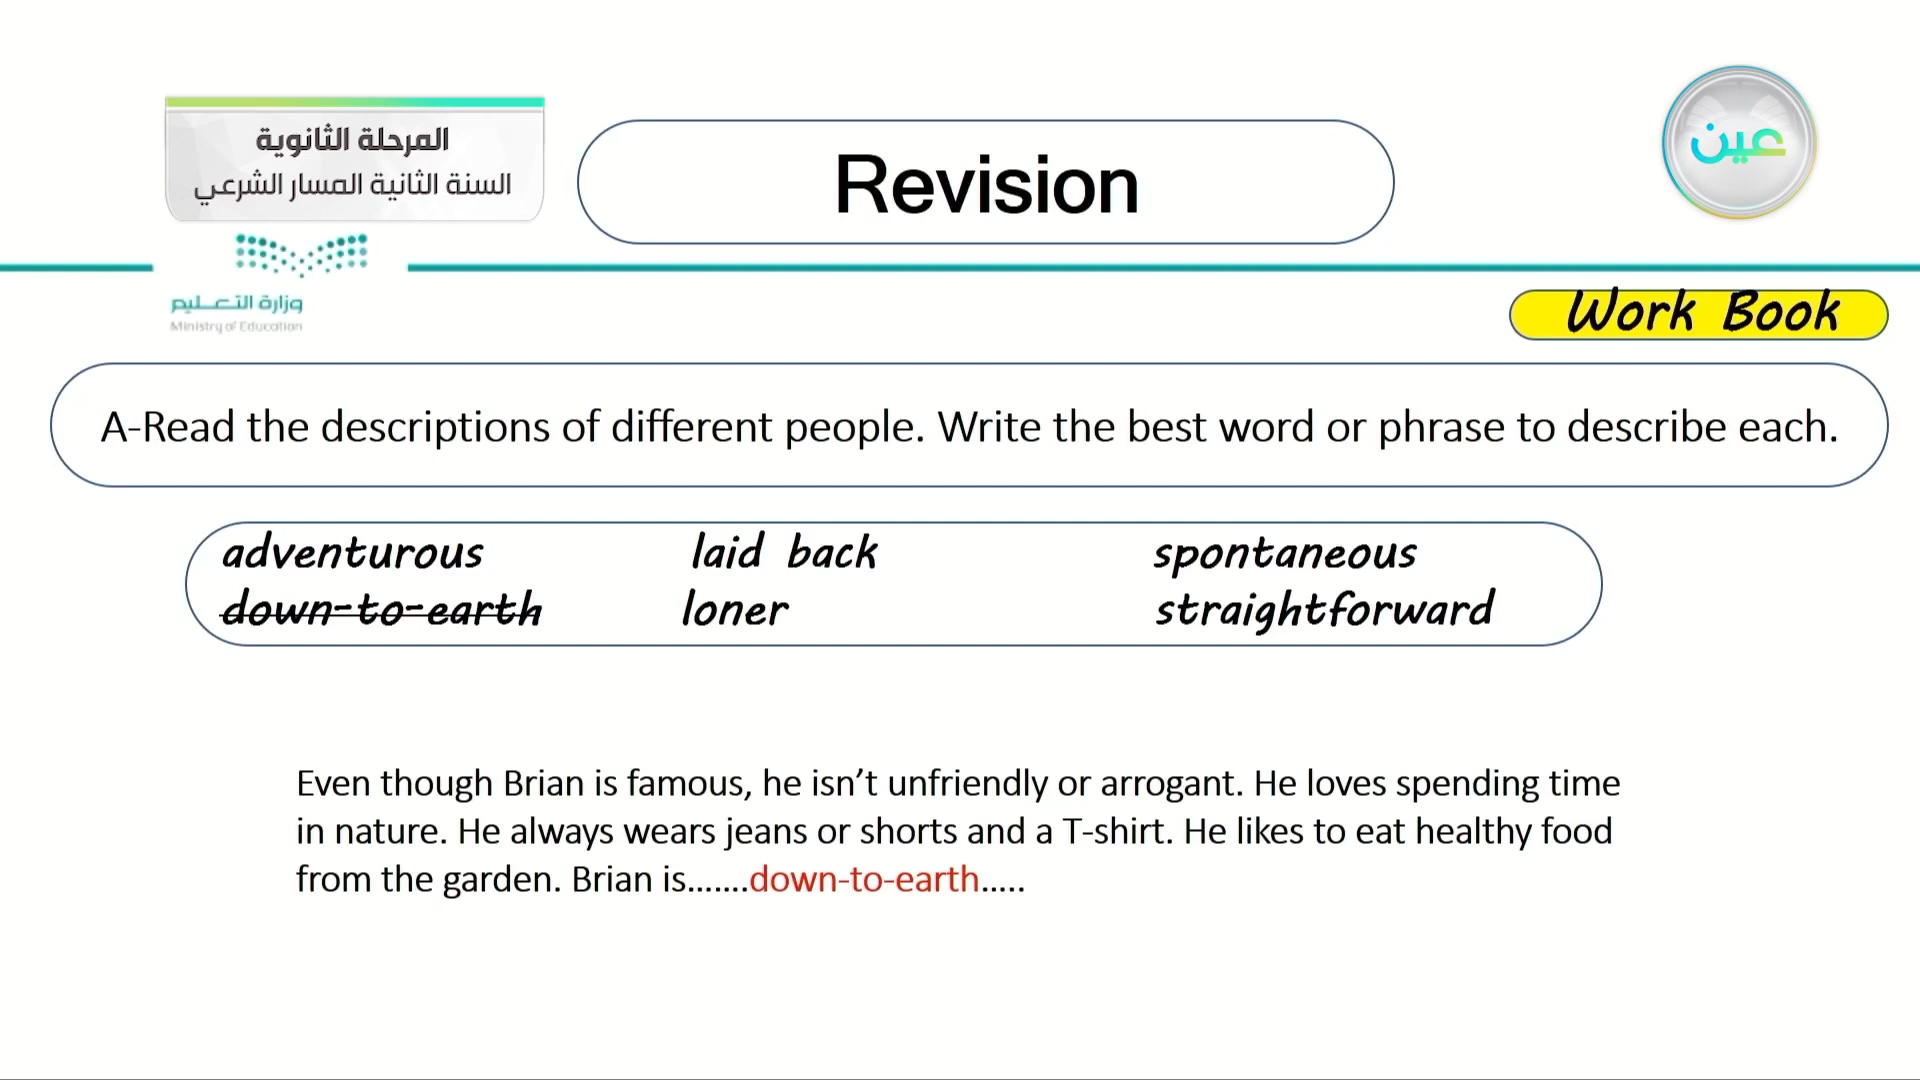 المرحلة الثانوية
السنة الثانية المسار الشرعي
Revision
عين
وزارة التعليم
Ministry of Education
Work Book
A-Read the descriptions of different people. Write the best word or phrase to describe each.
adventurous laid back spontaneous
down-to-earth loner straightforward
Even though Brian is famous, he isn’t unfriendly or arrogant. He loves spending time
in nature. He always wears jeans or shorts and a T-shirt. He likes to eat healthy food
from the garden. Brian is.......down-to-earth.....